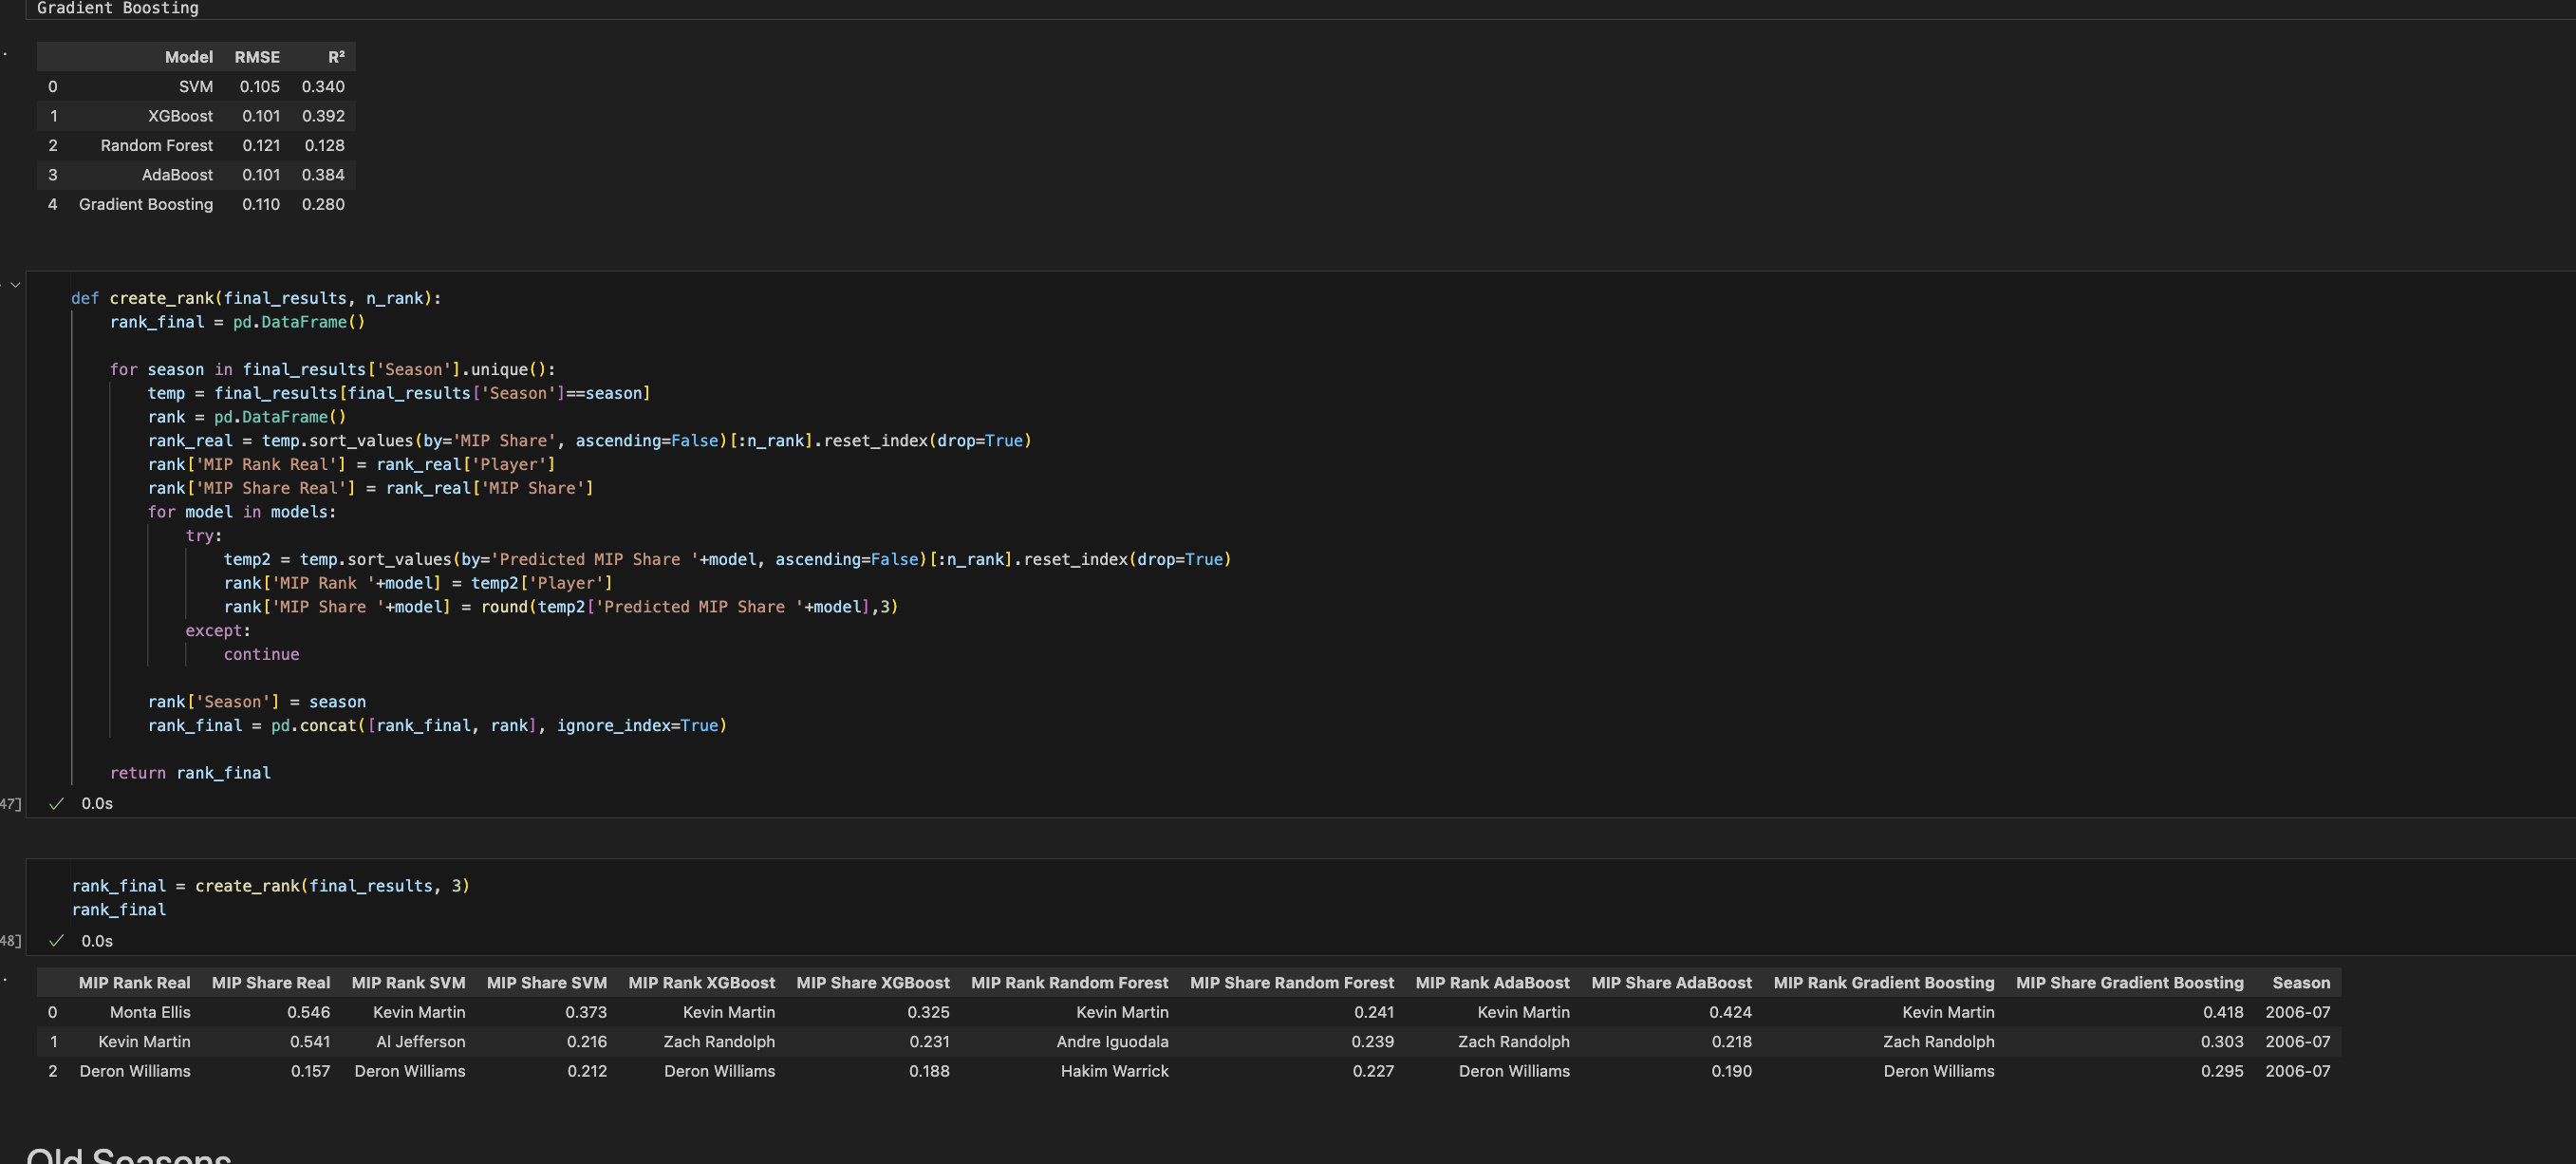 Gradient Boosting
Model RMSE R²
0 SVM 0.105 0.340
1 XGBoost 0.101 0.392
2 Random Forest 0.121 0.128
3 AdaBoost 0.101 0.384
4 Gradient Boosting 0.110 0.280
def create_rank(final_results, n_rank):
    rank_final = pd.DataFrame()
    for season in final_results['Season'].unique():
        temp = final_results[final_results['Season']==season]
        rank = pd.DataFrame()
        rank_real = temp.sort_values(by='MIP Share', ascending=False)[:n_rank].reset_index(drop=True)
        rank['MIP Rank Real'] = rank_real['Player']
        rank['MIP Share Real'] = rank_real['MIP Share']
        for model in models:
            try:
                temp2 = temp.sort_values(by='Predicted MIP Share '+model, ascending=False)[:n_rank].reset_index(drop=True)
                rank['MIP Rank '+model] = temp2['Player']
                rank['MIP Share '+model] = round(temp2['Predicted MIP Share '+model],3)
            except:
                continue
        rank['Season'] = season
        rank_final = pd.concat([rank_final, rank], ignore_index=True)
    return rank_final
47] ✓ 0.0s
rank_final = create_rank(final_results, 3)
rank_final
48] ✓ 0.0s
MIP Rank Real MIP Share Real MIP Rank SVM MIP Share SVM MIP Rank XGBoost MIP Share XGBoost MIP Rank Random Forest MIP Share Random Forest MIP Rank AdaBoost MIP Share AdaBoost MIP Rank Gradient Boosting MIP Share Gradient Boosting Season
0 Monta Ellis 0.546 Kevin Martin 0.373 Kevin Martin 0.325 Kevin Martin 0.241 Kevin Martin 0.424 Kevin Martin 0.418 2006-07
1 Kevin Martin 0.541 Al Jefferson 0.216 Zach Randolph 0.231 Andre Iguodala 0.239 Zach Randolph 0.218 Zach Randolph 0.303 2006-07
2 Deron Williams 0.157 Deron Williams 0.212 Deron Williams 0.188 Hakim Warrick 0.227 Deron Williams 0.190 Deron Williams 0.295 2006-07
Old Seasons